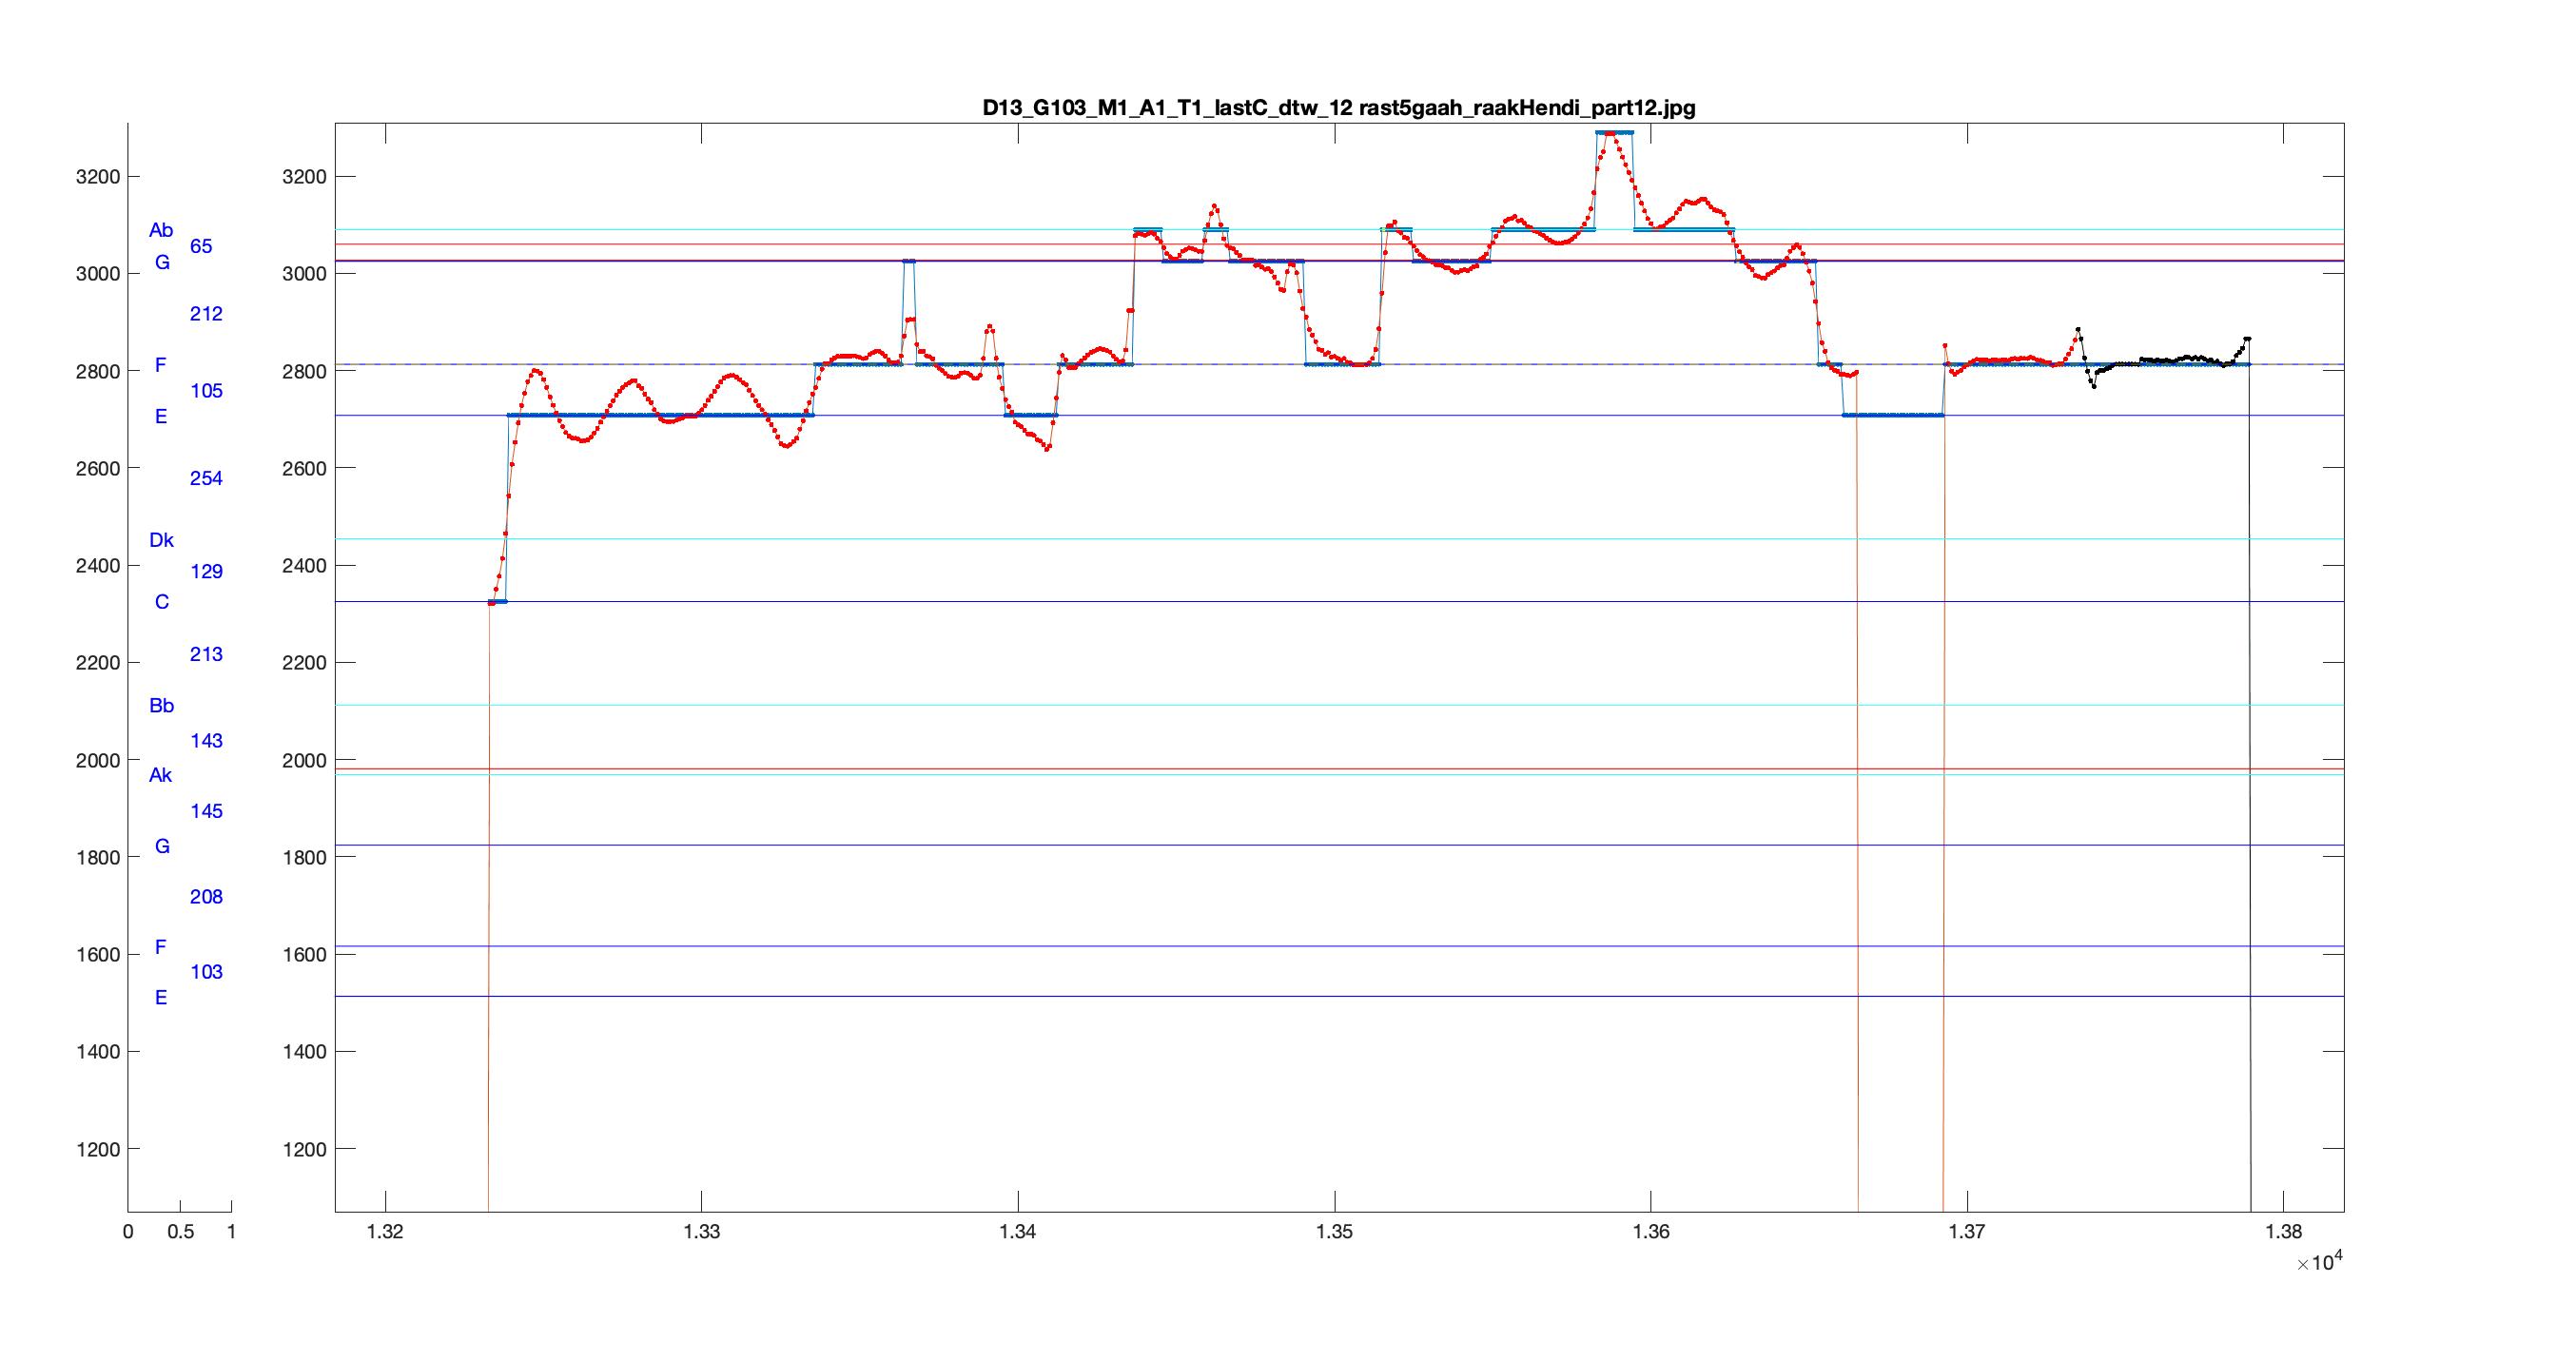 D13_G103_M1_A1_T1_lastC_dtw_12 rast5gaah_raakHendi_part12.jpg
3200 3200
Ab
65
G
3000 3000
212
F
2800 2800
105
E
2600 2600
254
Dk
2400 2400
129
C
2200 2200
213
Bb
143
2000 2000
Ak
145
G
1800 1800
208
F
1600 1600
103
E
1400 1400
1200 1200
0 0.5 1 1.32 1.33 1.34 1.35 1.36 1.37 1.38
×10^4